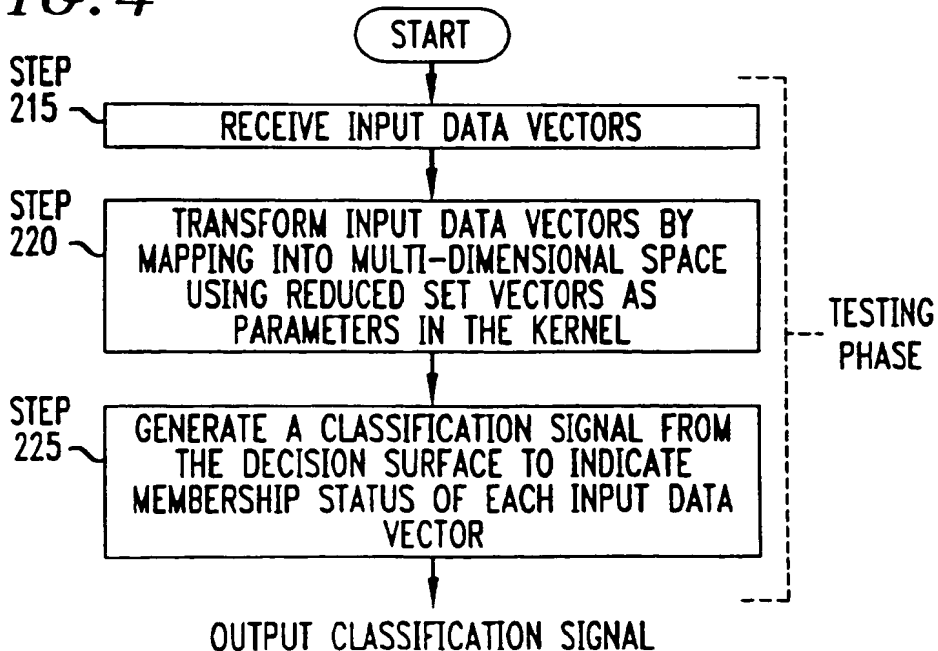 FIG. 4
START
STEP
215
RECEIVE INPUT DATA VECTORS
STEP
220
TRANSFORM INPUT DATA VECTORS BY
MAPPING INTO MULTI-DIMENSIONAL SPACE
USING REDUCED SET VECTORS AS
PARAMETERS IN THE KERNEL
TESTING
PHASE
STEP
225
GENERATE A CLASSIFICATION SIGNAL FROM
THE DECISION SURFACE TO INDICATE
MEMBERSHIP STATUS OF EACH INPUT DATA
VECTOR
OUTPUT CLASSIFICATION SIGNAL